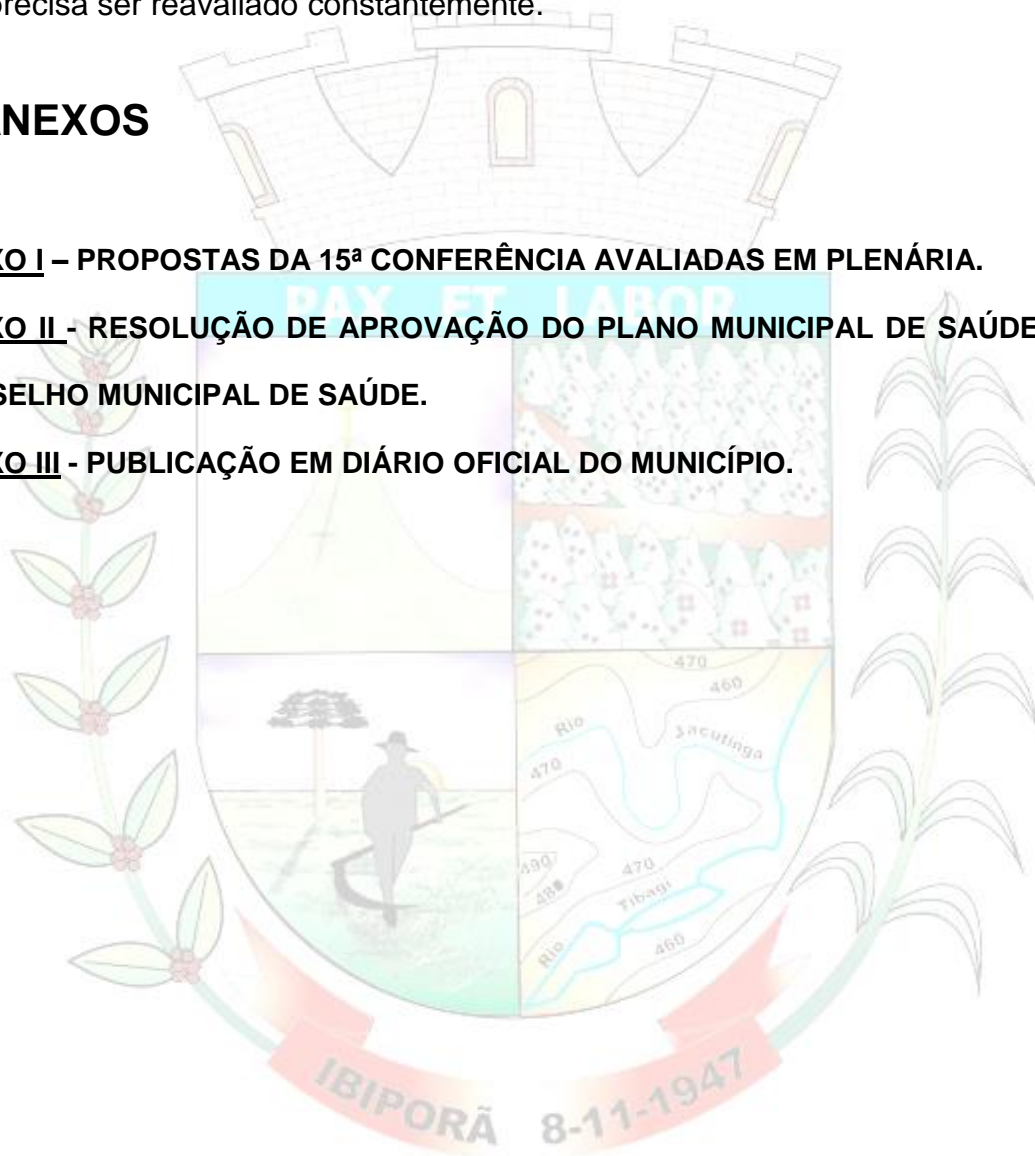 precisa ser reavaliado constantemente.
ANEXOS
XO I – PROPOSTAS DA 15ª CONFERÊNCIA AVALIADAS EM PLENÁRIA.
PAX ET LABOR
XO II - RESOLUÇÃO DE APROVAÇÃO DO PLANO MUNICIPAL DE SAÚDE
SELHO MUNICIPAL DE SAÚDE.
XO III - PUBLICAÇÃO EM DIÁRIO OFICIAL DO MUNICÍPIO.
470
460
Rio Jacutinga
470
490
470
48
Rio Tibagi
460
IBIPORÃ 8-11-1947